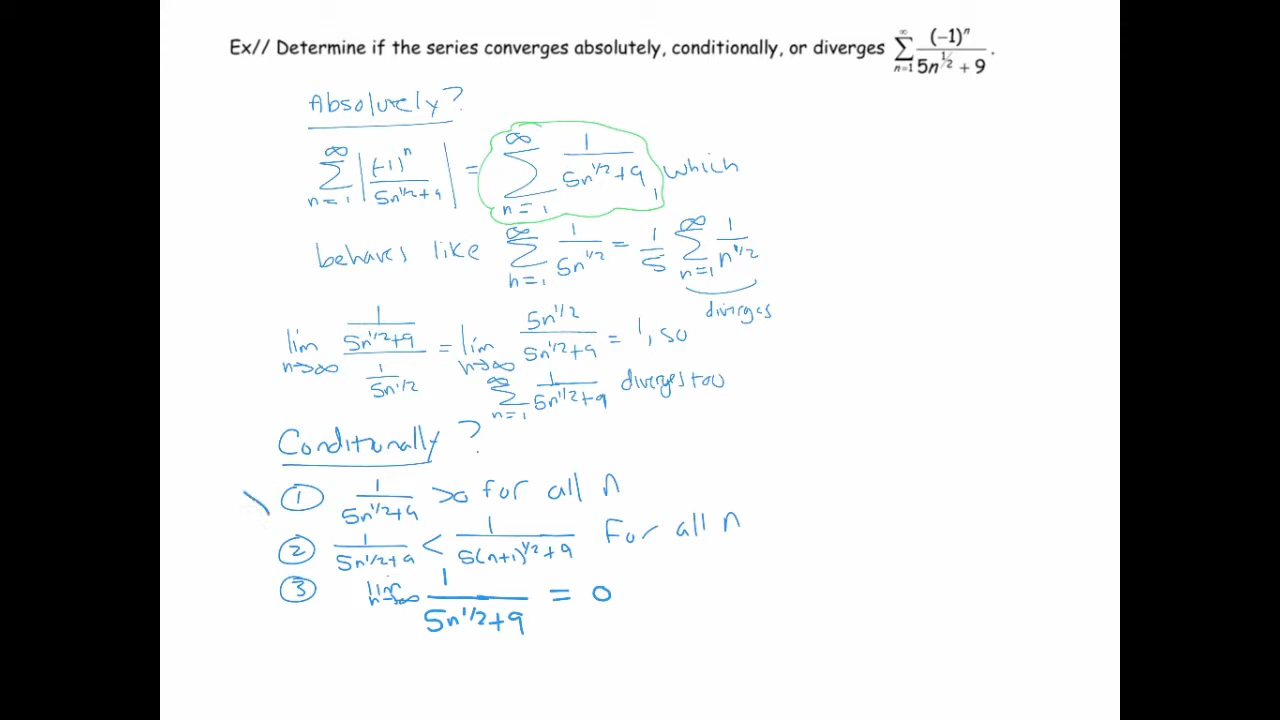 Ex// Determine if the series converges absolutely, conditionally, or diverges ∑_{n=1}^{∞} (-1)^n / (5n^{1/2} + 9) .
Absolutely?
∑_{n=1}^{∞} |(-1)^n / (5n^{1/2}+9)| = ∑_{n=1}^{∞} 1 / (5n^{1/2}+9) , which
behaves like ∑_{n=1}^{∞} 1 / 5n^{1/2} = 1/5 ∑_{n=1}^{∞} 1 / n^{1/2}
diverges
lim_{n→∞} (1 / (5n^{1/2}+9)) / (1 / 5n^{1/2}) = lim_{n→∞} 5n^{1/2} / (5n^{1/2}+9) = 1, so
∑_{n=1}^{∞} 1 / (5n^{1/2}+9) diverges too
Conditionally ?
① 1 / (5n^{1/2}+9) >0 for all n
② 1 / (5n^{1/2}+9) < 1 / (5(n+1)^{1/2}+9) For all n
③ lim_{n→∞} 1 / (5n^{1/2}+9) = 0